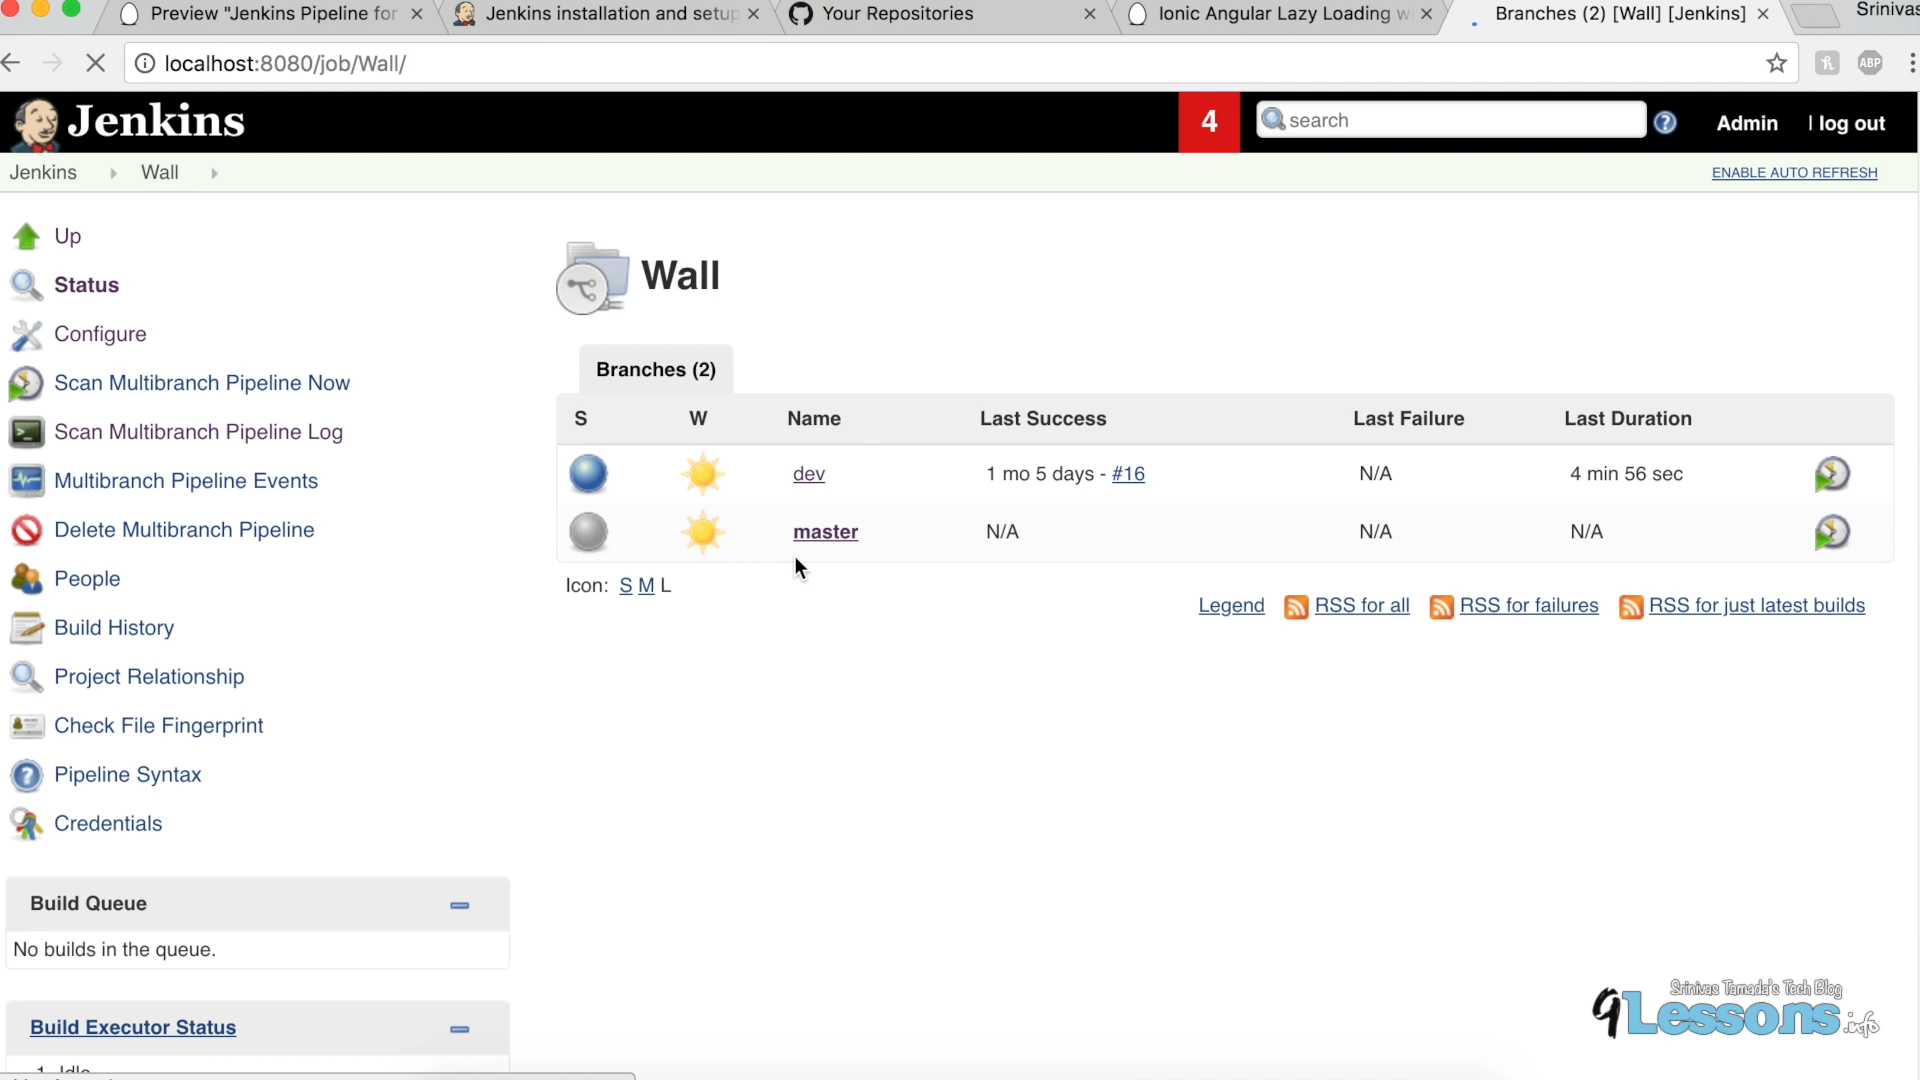 Preview "Jenkins Pipeline for
Jenkins installation and setup
Your Repositories
Ionic Angular Lazy Loading w
Branches (2) [Wall] [Jenkins]
Srinivas
localhost:8080/job/Wall/
ABP
Jenkins
4
search
?
Admin
| log out
Jenkins
Wall
ENABLE AUTO REFRESH
Up
Status
Configure
Scan Multibranch Pipeline Now
Scan Multibranch Pipeline Log
Multibranch Pipeline Events
Delete Multibranch Pipeline
People
Build History
Project Relationship
Check File Fingerprint
Pipeline Syntax
Credentials
Build Queue
No builds in the queue.
Build Executor Status
1 Idle
Wall
Branches (2)
S W Name Last Success Last Failure Last Duration
dev 1 mo 5 days - #16 N/A 4 min 56 sec
master N/A N/A N/A
Icon: S M L
Legend RSS for all RSS for failures RSS for just latest builds
Srinivas Tamada's Tech Blog
9Lessons.info